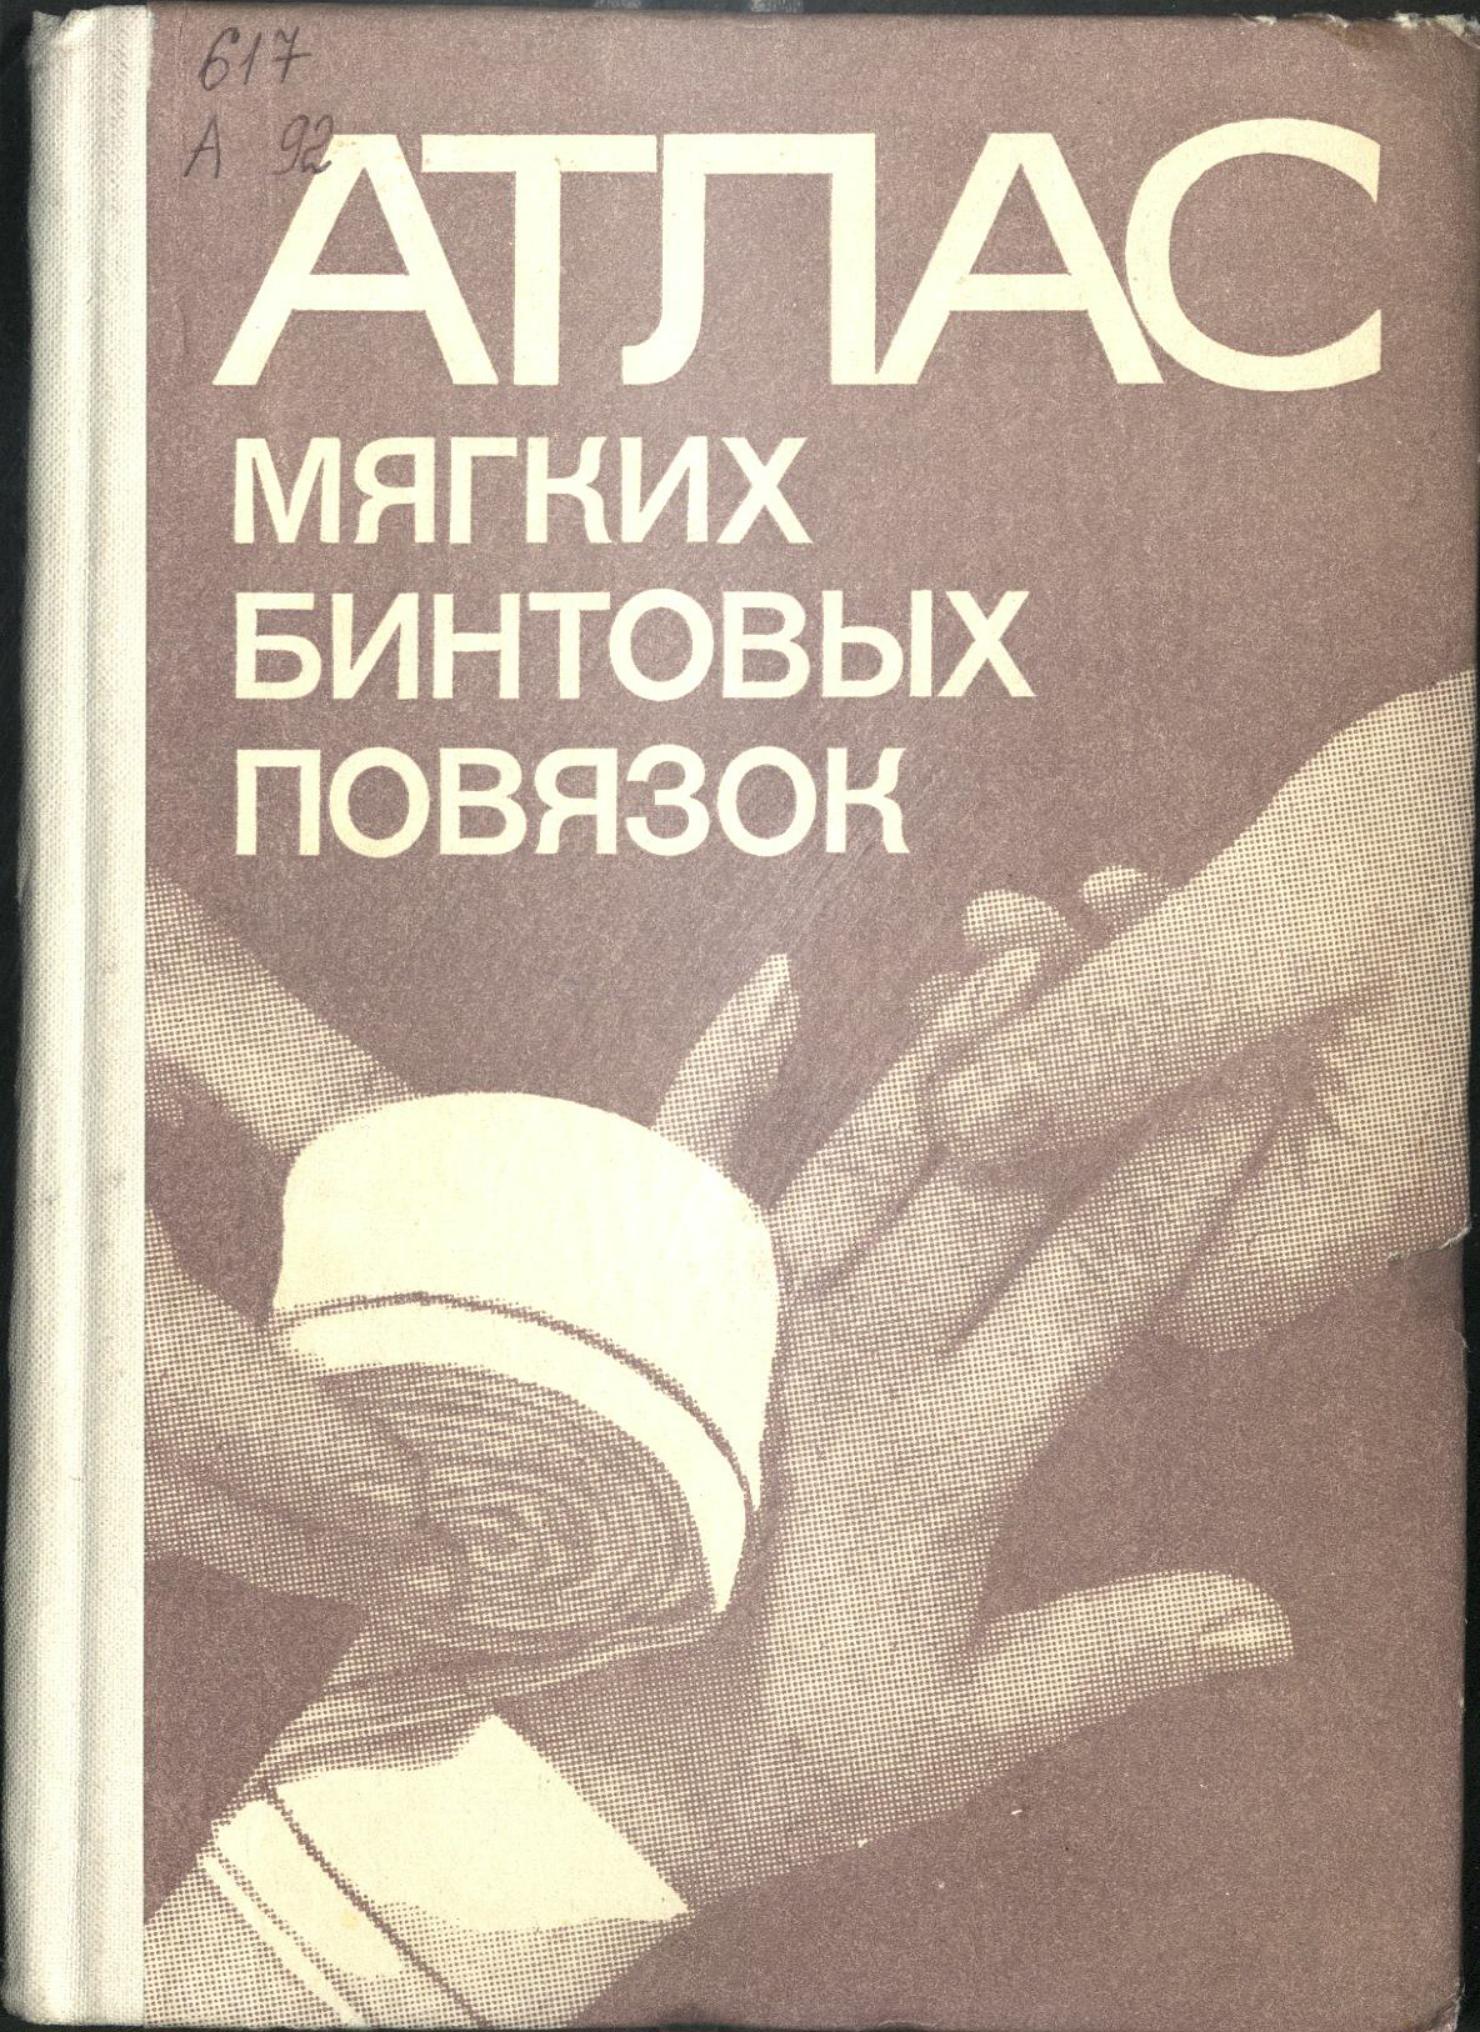 617
А 92
АТЛАС
МЯГКИХ
БИНТОВЫХ
ПОВЯЗОК